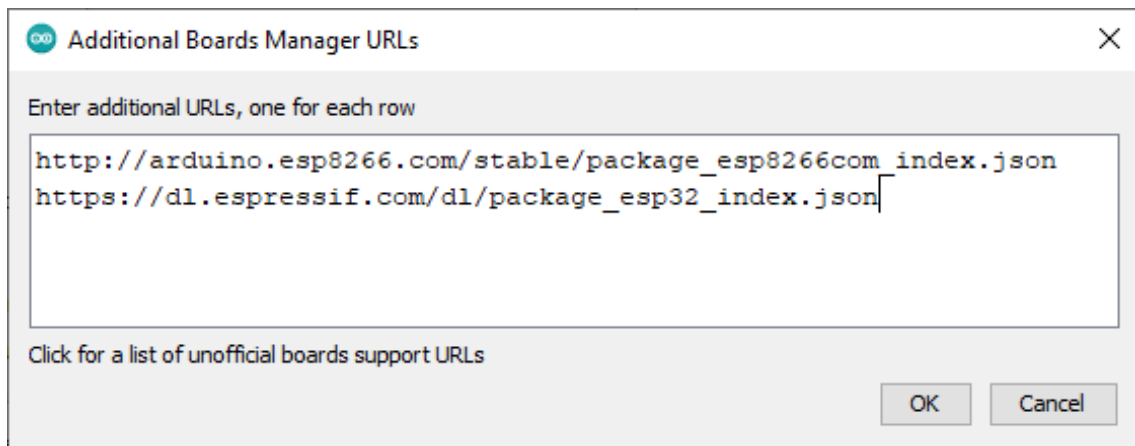 Additional Boards Manager URLs
Enter additional URLs, one for each row
http://arduino.esp8266.com/stable/package_esp8266com_index.json
https://dl.espressif.com/dl/package_esp32_index.json
Click for a list of unofficial boards support URLs
OK Cancel